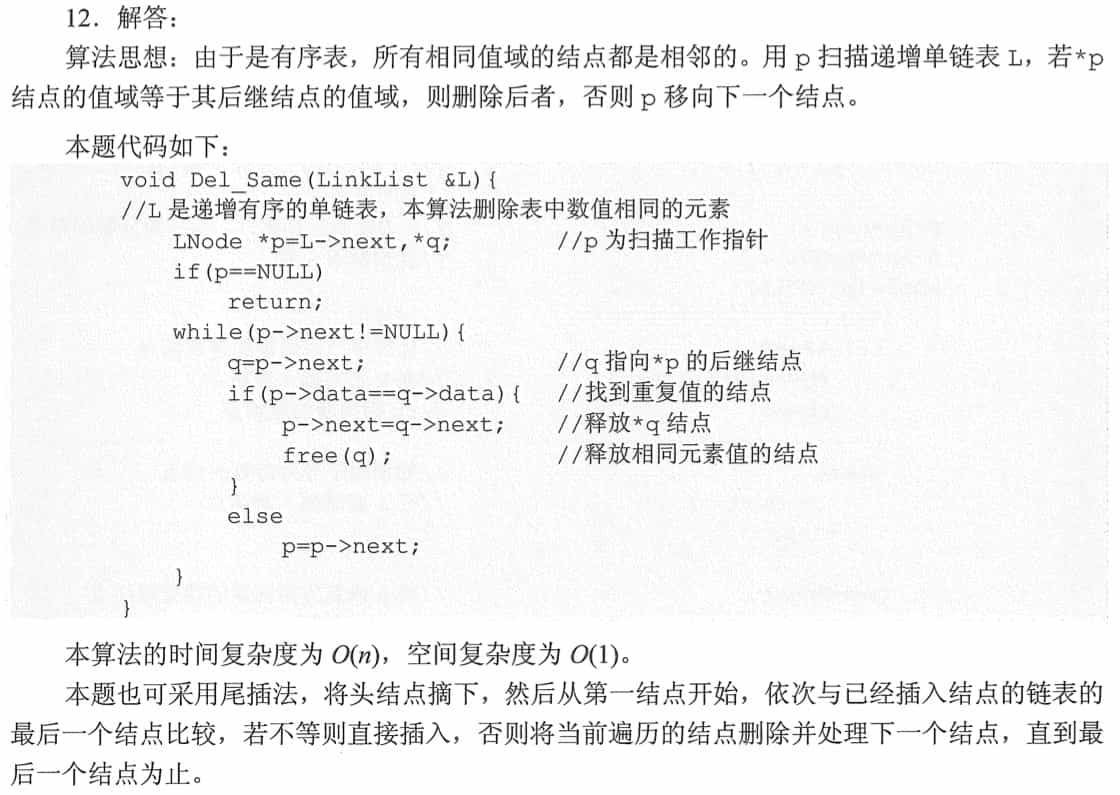 12．解答：
算法思想：由于是有序表，所有相同值域的结点都是相邻的。用 p 扫描递增单链表 L，若*p
结点的值域等于其后继结点的值域，则删除后者，否则 p 移向下一个结点。
本题代码如下：
void Del_Same(LinkList &L){
//L 是递增有序的单链表，本算法删除表中数值相同的元素
LNode *p=L->next,*q; //p 为扫描工作指针
if(p==NULL)
return;
while(p->next!=NULL){
q=p->next; //q 指向*p 的后继结点
if(p->data==q->data){ //找到重复值的结点
p->next=q->next; //释放*q 结点
free(q); //释放相同元素值的结点
}
else
p=p->next;
}
}
本算法的时间复杂度为 O(n)，空间复杂度为 O(1)。
本题也可采用尾插法，将头结点摘下，然后从第一结点开始，依次与已经插入结点的链表的
最后一个结点比较，若不等则直接插入，否则将当前遍历的结点删除并处理下一个结点，直到最
后一个结点为止。